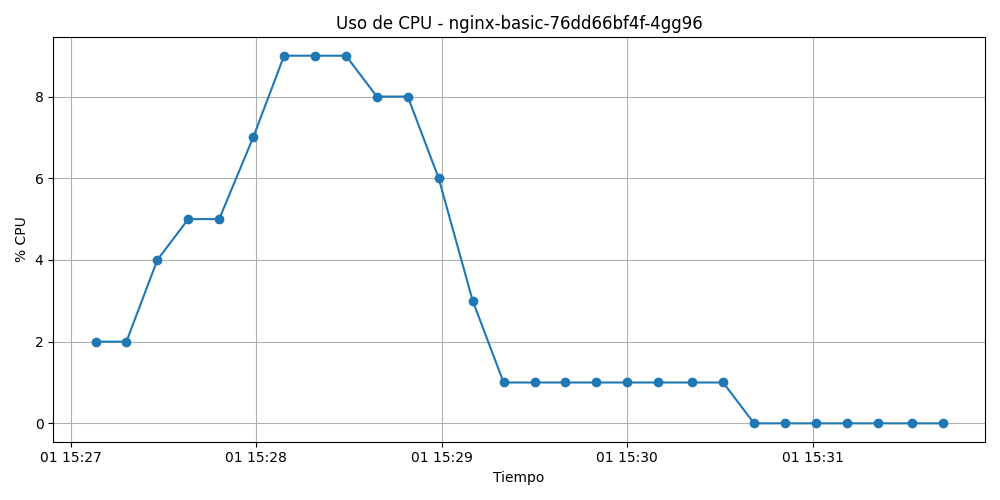 Uso de CPU - nginx-basic-76dd66bf4f-4gg96
% CPU
8
6
4
2
0
01 15:27 01 15:28 01 15:29 01 15:30 01 15:31
Tiempo